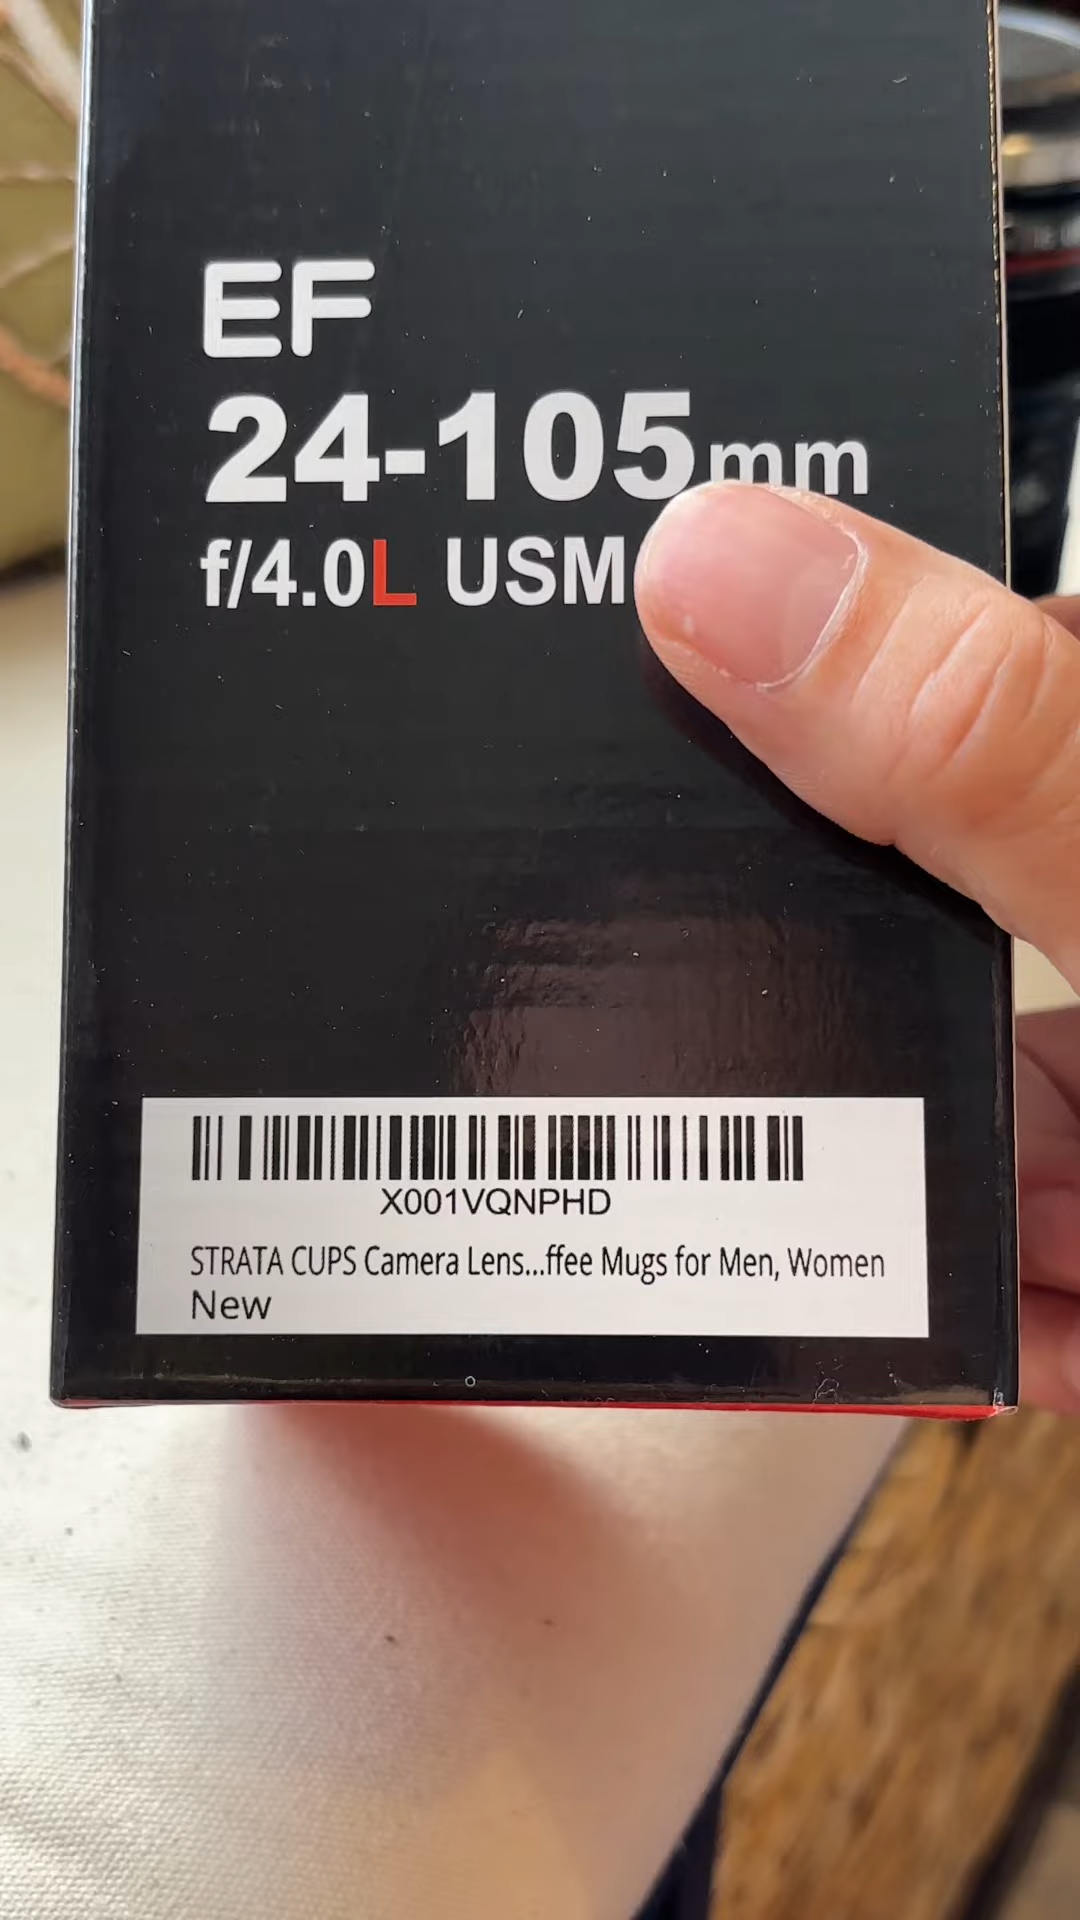 EF
24-105mm
f/4.0L USM
X001VQNPHD
STRATA CUPS Camera Lens...ffee Mugs for Men, Women
New